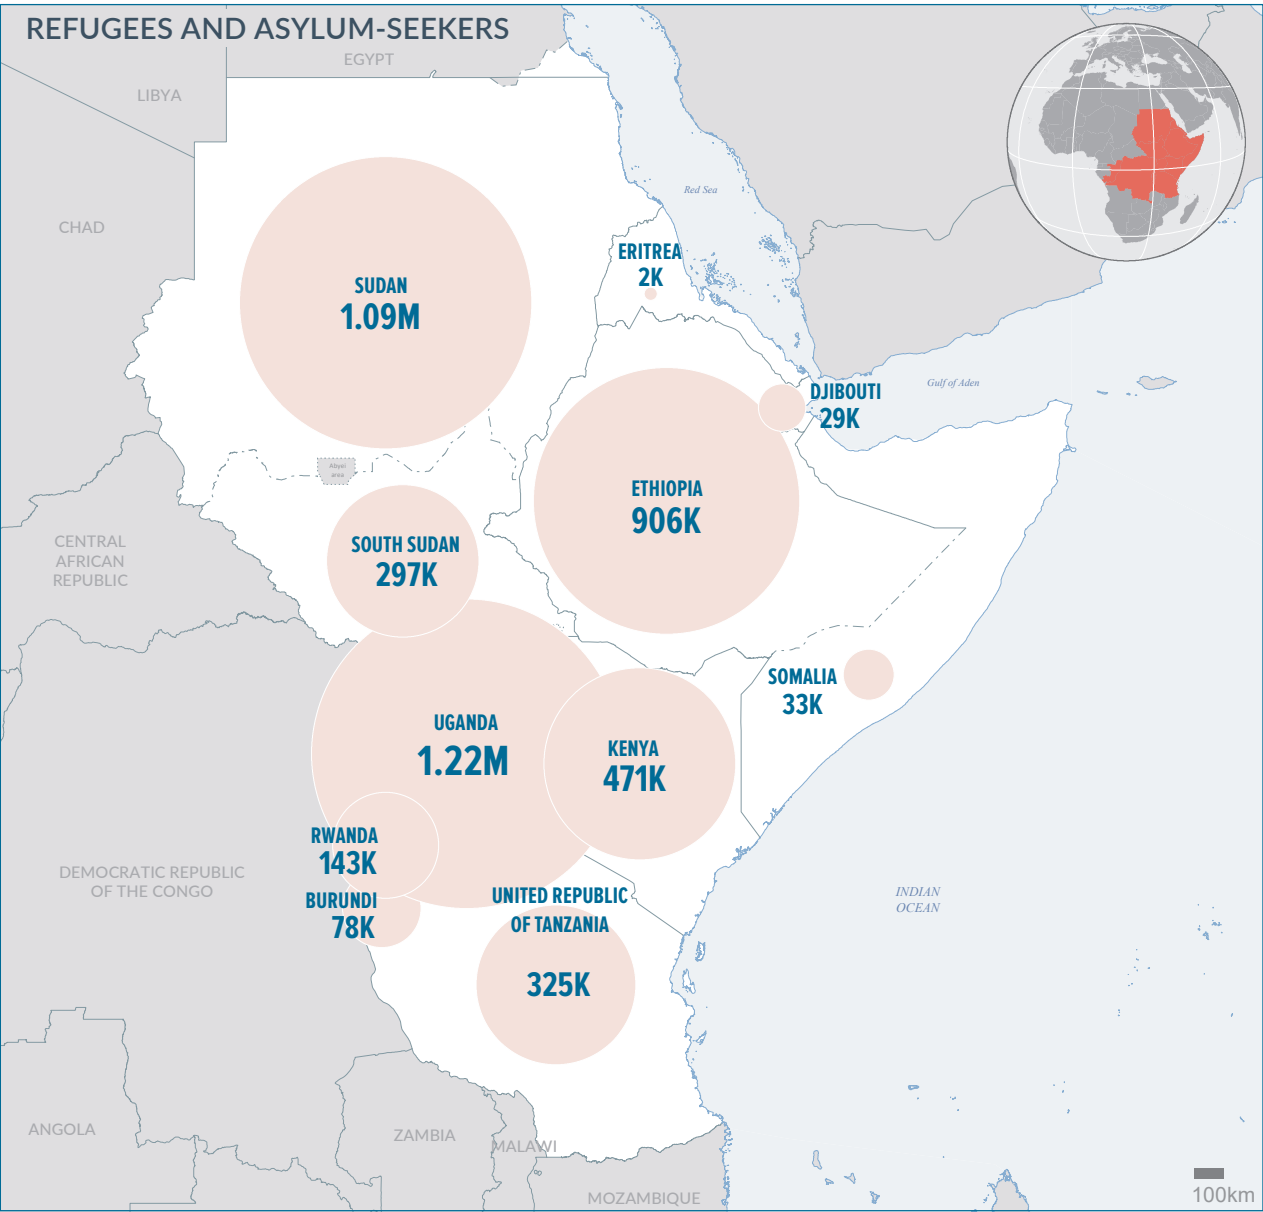 REFUGEES AND ASYLUM-SEEKERS
EGYPT
LIBYA
Red Sea
CHAD
ERITREA
2K
SUDAN
1.09M
Gulf of Aden
DJIBOUTI
29K
Abyei
area
ETHIOPIA
906K
CENTRAL
AFRICAN
REPUBLIC
SOUTH SUDAN
297K
SOMALIA
33K
UGANDA
1.22M
KENYA
471K
RWANDA
143K
DEMOCRATIC REPUBLIC
OF THE CONGO
BURUNDI
78K
UNITED REPUBLIC
OF TANZANIA
325K
INDIAN
OCEAN
ANGOLA
ZAMBIA
MALAWI
MOZAMBIQUE
100km